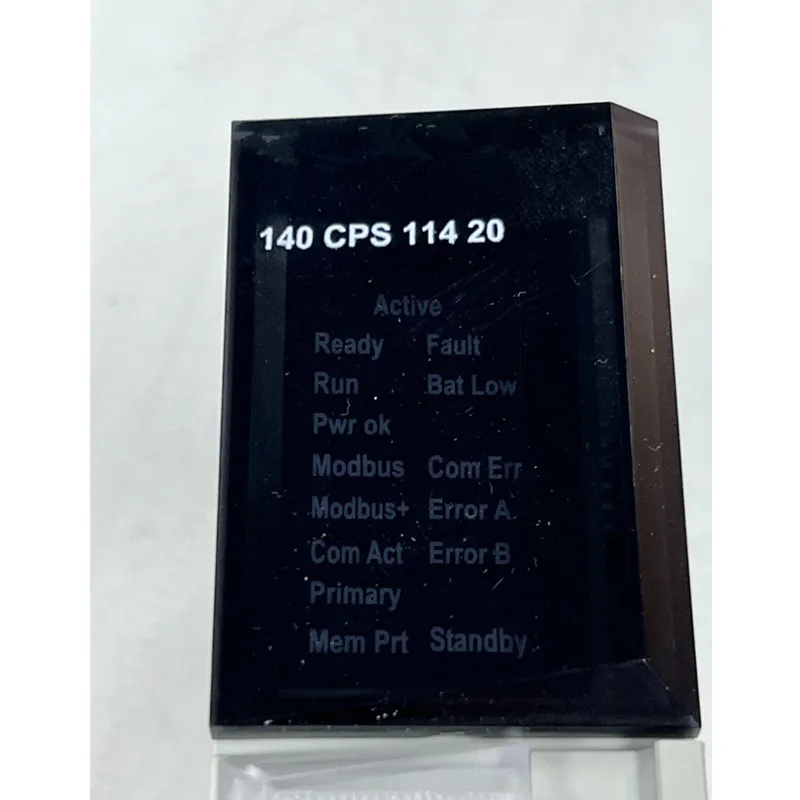 140 CPS 114 20
Active
Ready Fault
Run Bat Low
Pwr ok
Modbus Com Err
Modbus+ Error A
Com Act Error B
Primary
Mem Prt Standby